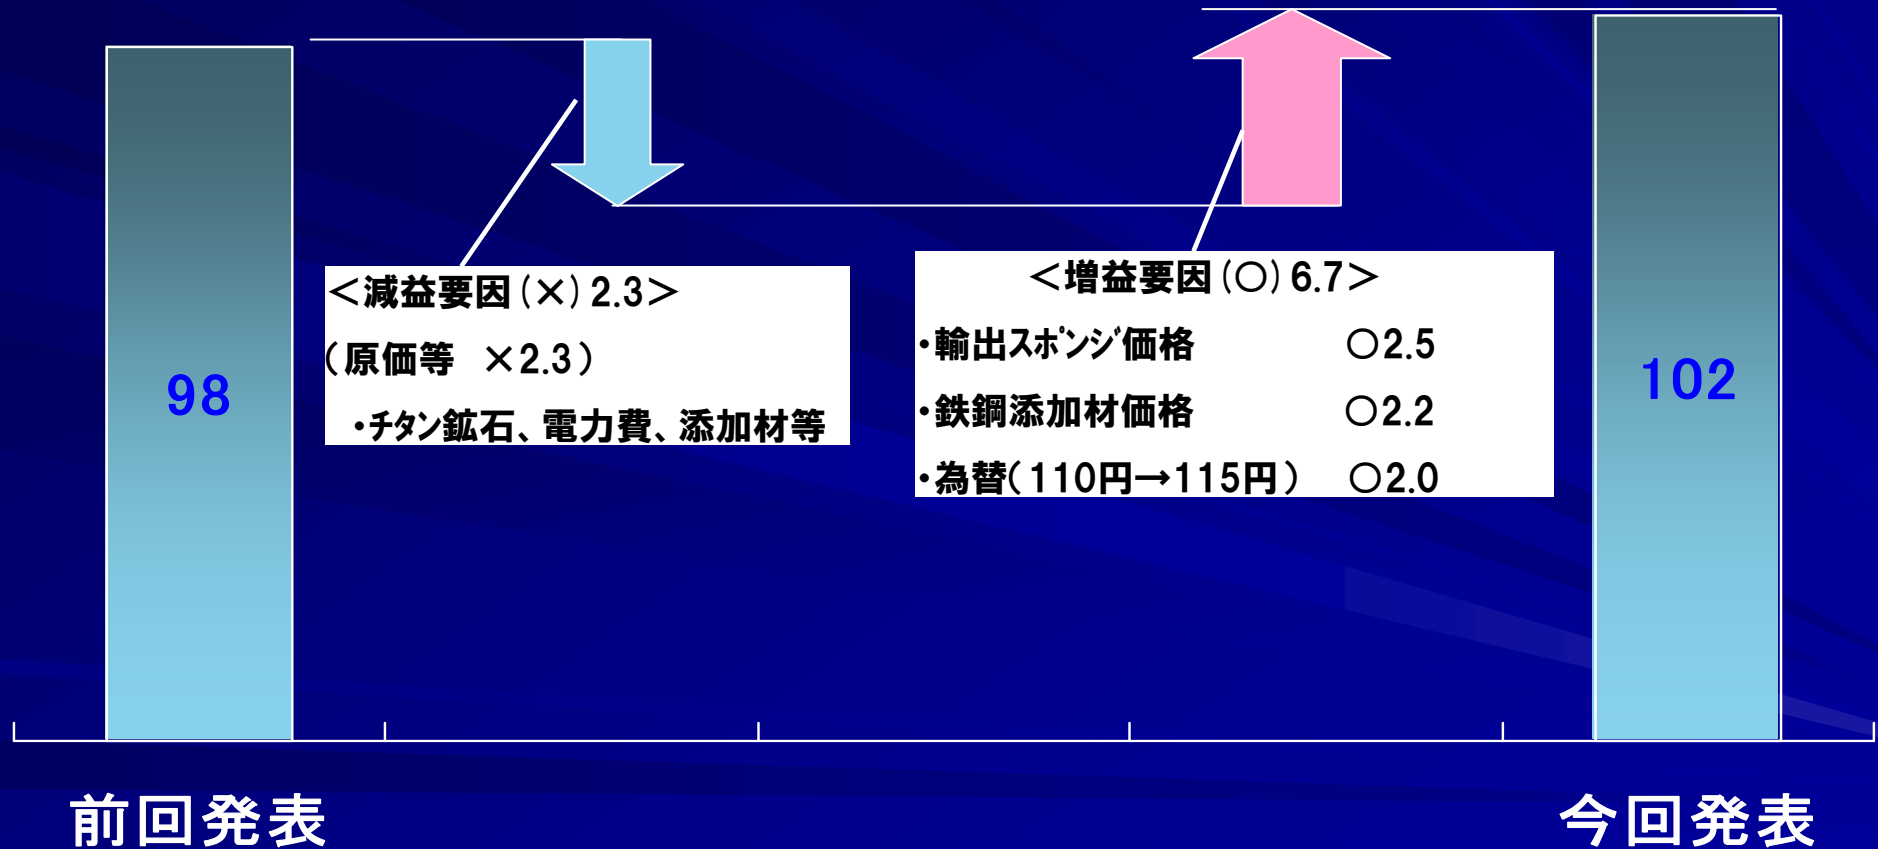 98
＜減益要因(×)2.3＞
(原価等　×2.3)
・ﾁﾀﾝ鉱石、電力費、添加材等
＜増益要因(○)6.7＞
・輸出ｽﾎﾟﾝｼﾞ価格　○2.5
・鉄鋼添加材価格　○2.2
・為替(110円→115円)　○2.0
102
前回発表
今回発表